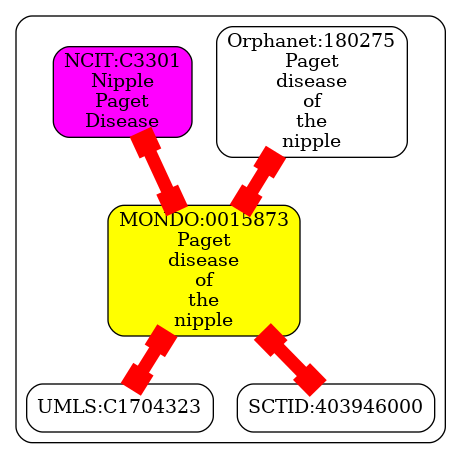 NCIT:C3301
Nipple
Paget
Disease
Orphanet:180275
Paget
disease
of
the
nipple
MONDO:0015873
Paget
disease
of
the
nipple
UMLS:C1704323
SCTID:403946000